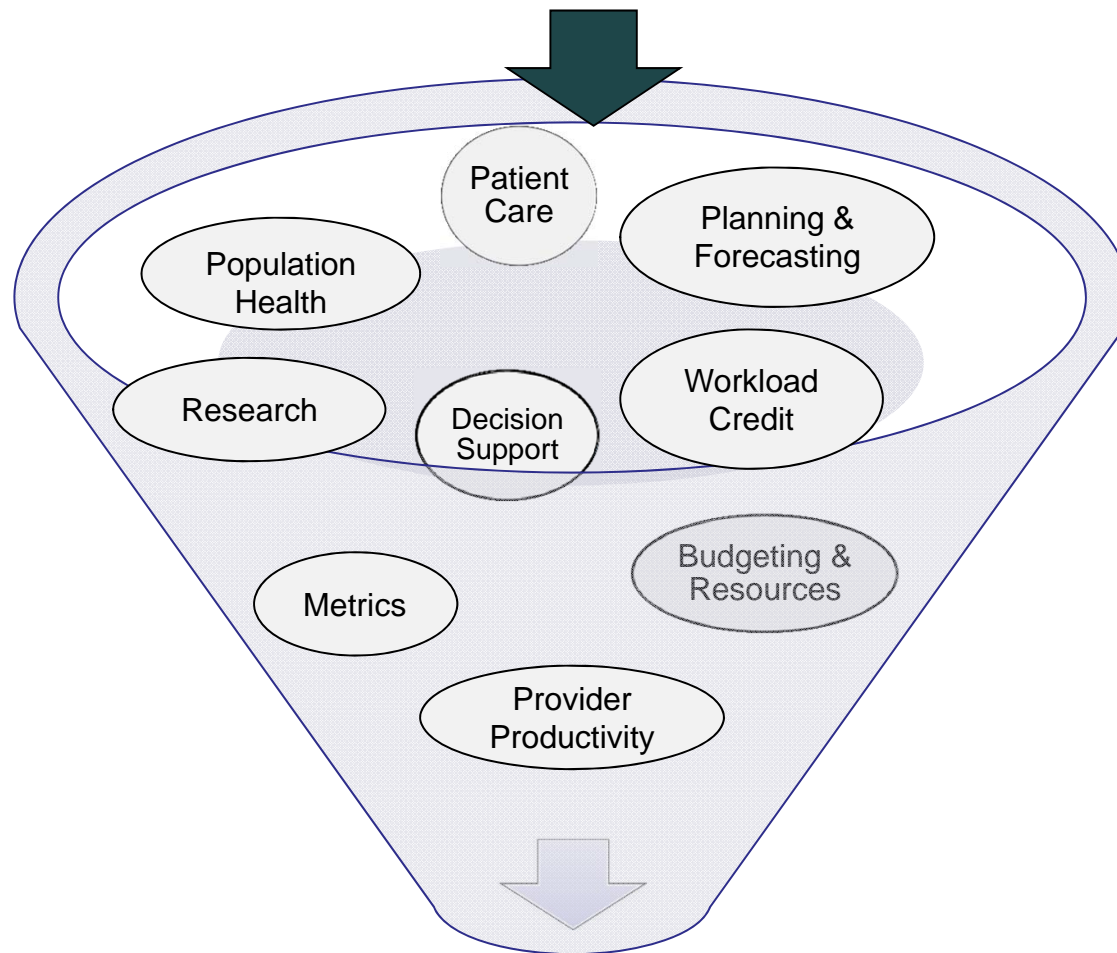 Patient
Care
Planning &
Forecasting
Population
Health
Research
Decision
Support
Workload
Credit
Budgeting &
Resources
Metrics
Provider
Productivity